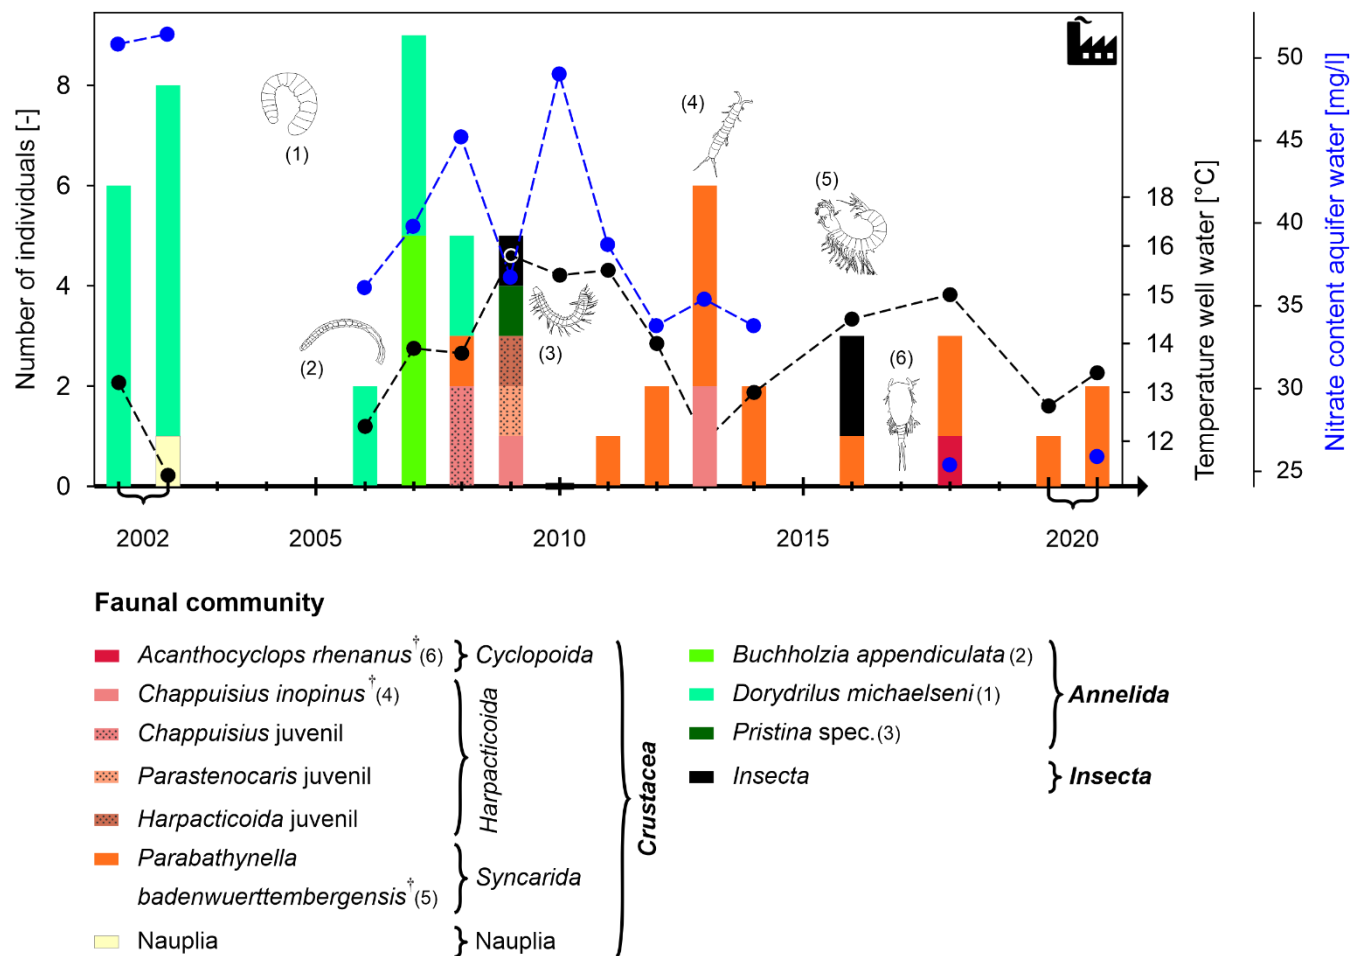 Number of individuals [-]
8
6
4
2
0
(1)
(2)
(3)
(4)
(5)
(6)
18
16
15
14
13
12
Temperature well water [°C]
50
45
40
35
30
25
Nitrate content aquifer water [mg/l]
2002
2005
2010
2015
2020
Faunal community
Acanthocyclops rhenanus†(6)
Cyclopoida
Chappuisius inopinus†(4)
Chappuisius juvenil
Parastenocaris juvenil
Harpacticoida juvenil
Harpacticoida
Parabathynella
badenwuerttembergensis†(5)
Syncarida
Nauplia
Nauplia
Crustacea
Buchholzia appendiculata (2)
Dorydrilus michaelseni (1)
Pristina spec. (3)
Annelida
Insecta
Insecta